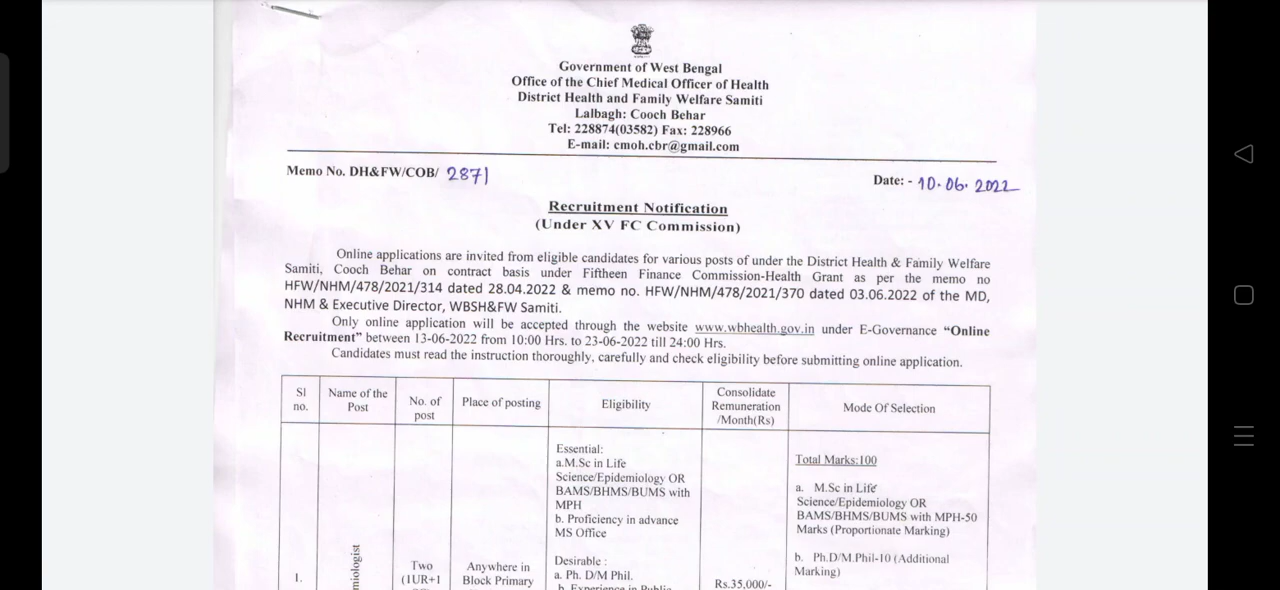 Government of West Bengal
Office of the Chief Medical Officer of Health
District Health and Family Welfare Samiti
Lalbagh: Cooch Behar
Tel: 228874(03582) Fax: 228966
E-mail: cmoh.cbr@gmail.com
Memo No. DH&FW/COB/ 2871
Date: - 10.06.2022
Recruitment Notification
(Under XV FC Commission)
Online applications are invited from eligible candidates for various posts of under the District Health & Family Welfare
Samiti, Cooch Behar on contract basis under Fiftheen Finance Commission-Health Grant as per the memo no
HFW/NHM/478/2021/314 dated 28.04.2022 & memo no. HFW/NHM/478/2021/370 dated 03.06.2022 of the MD,
NHM & Executive Director, WBSH&FW Samiti.
Only online application will be accepted through the website www.wbhealth.gov.in under E-Governance “Online
Recruitment” between 13-06-2022 from 10:00 Hrs. to 23-06-2022 till 24:00 Hrs.
Candidates must read the instruction thoroughly, carefully and check eligibility before submitting online application.
Sl
no.
Name of the
Post
No. of
post
Place of posting
Eligibility
Consolidate
Remuneration
/Month(Rs)
Mode Of Selection
1.
miologist
Two
(1UR+1
Anywhere in
Block Primary
Essential:
a.M.Sc in Life
Science/Epidemiology OR
BAMS/BHMS/BUMS with
MPH
b. Proficiency in advance
MS Office
Desirable :
a. Ph. D/M Phil.
b. Experience in Public
Rs.35,000/-
Total Marks:100
a. M.Sc in Life
Science/Epidemiology OR
BAMS/BHMS/BUMS with MPH-50
Marks (Proportionate Marking)
b. Ph.D/M.Phil-10 (Additional
Marking)